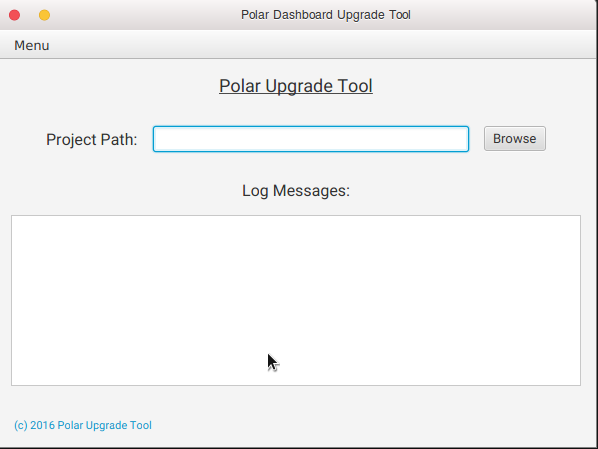 Polar Dashboard Upgrade Tool
Menu
Polar Upgrade Tool
Project Path:
Browse
Log Messages:
(c) 2016 Polar Upgrade Tool